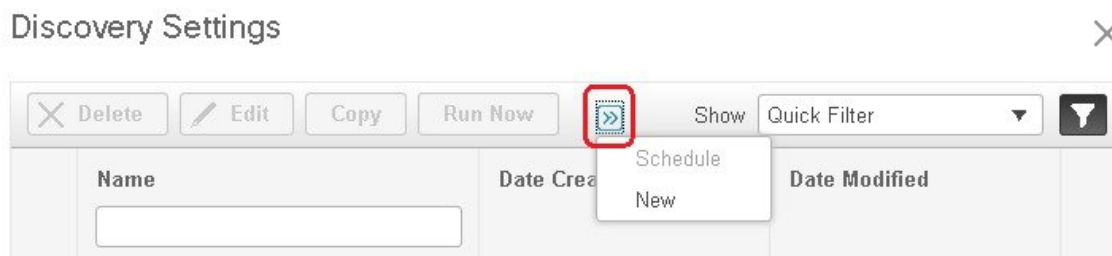 Discovery Settings
Delete Edit Copy Run Now Show Quick Filter
Schedule
New
Name Date Crea Date Modified